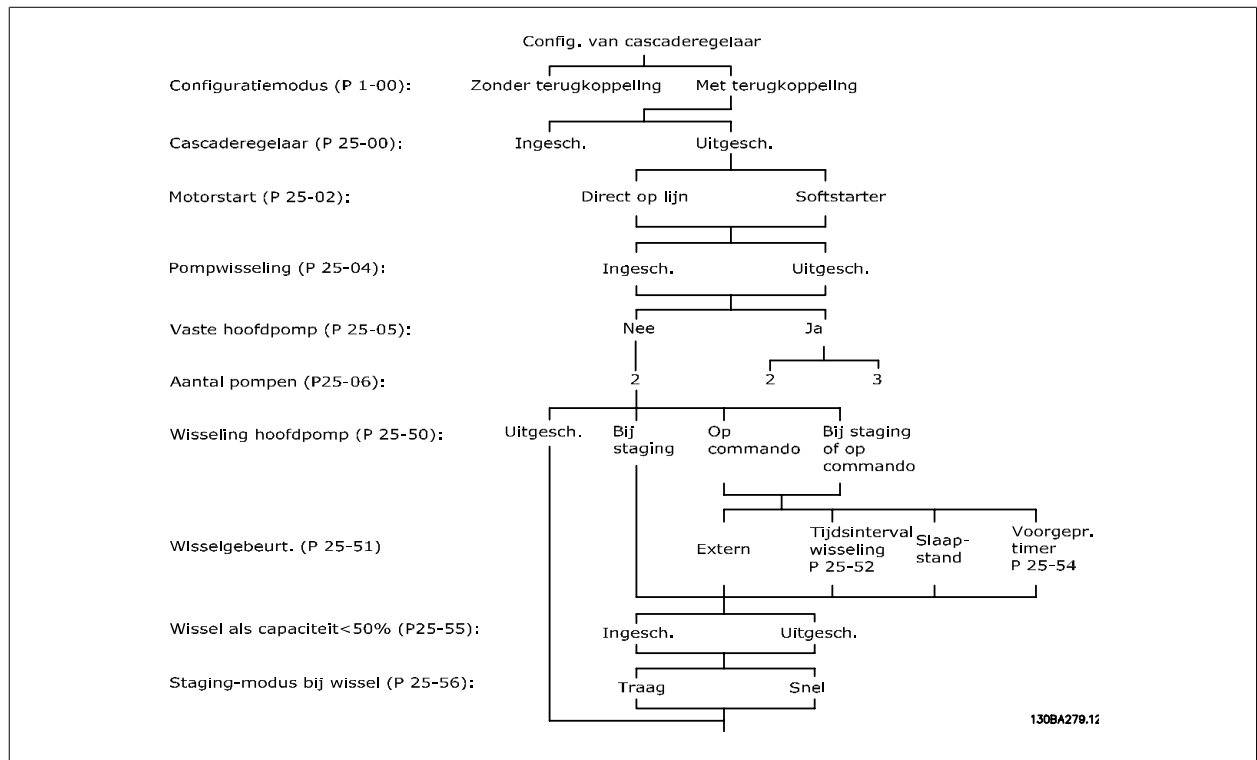 Config. van cascaderegelaar
Configuratiemodus (P 1-00): Zonder terugkoppellng Met terugkoppellng
Cascaderegelaar (P 25-00): Ingesch. Uitgesch.
Motorstart (P 25-02): Direct op lijn Softstarter
Pompwisseling (P 25-04): Ingesch. Uitgesch.
Vaste hoofdpomp (P 25-05): Nee Ja
Aantal pompen (P25-06): 2 2 3
Wisseling hoofdpomp (P 25-50): Uitgesch. Bij staging Op commando Bij staging of op commando
Wisselgebeurt. (P 25-51) Extern Tijdsinterval wisseling P 25-52 Slaap-stand Voorgepr. timer P 25-54
Wissel als capaciteit<50% (P25-55): Ingesch. Uitgesch.
Staging-modus bij wissel (P 25-56): Traag Snel
130BA279.12